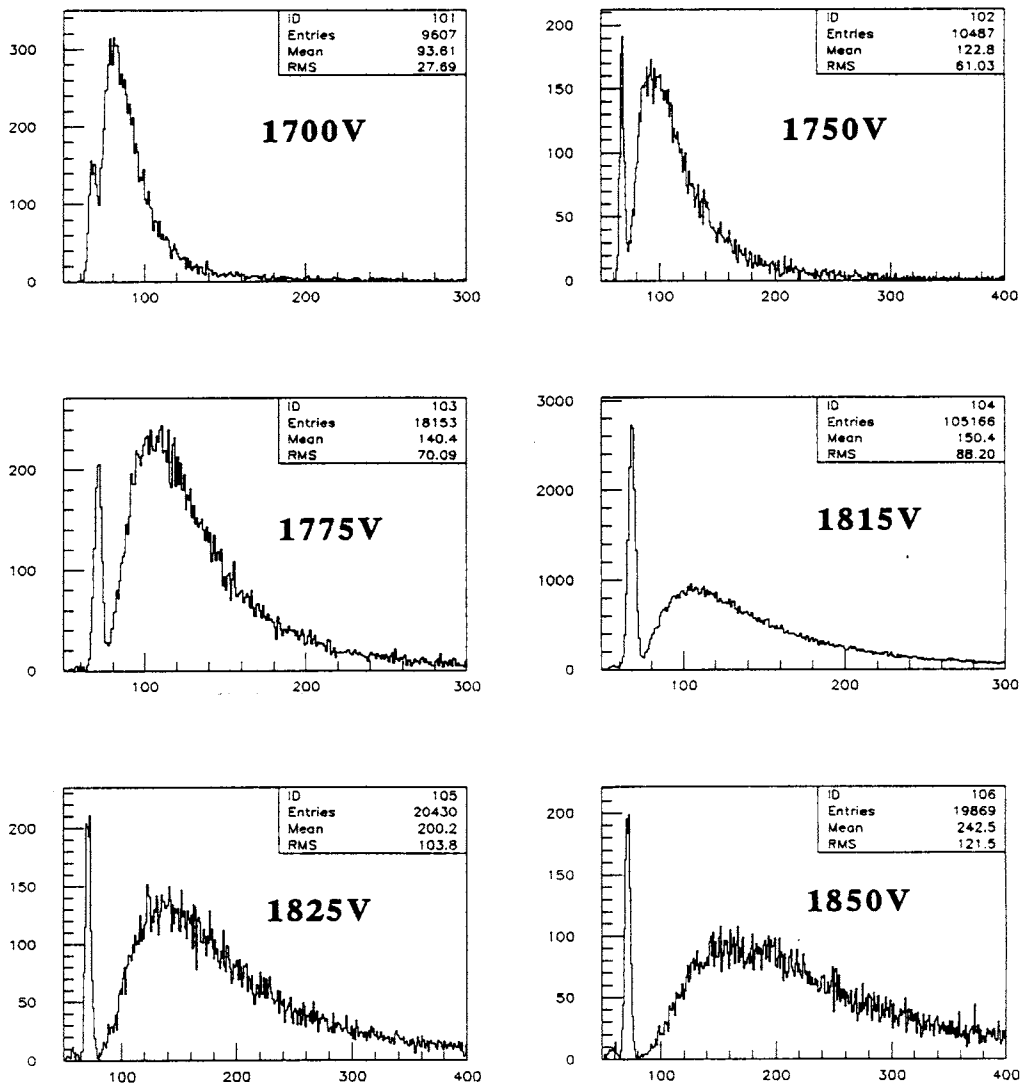 ID 101
Entries 9607
Mean 93.61
RMS 27.69
1700V
300
200
100
0
100 200 300
ID 102
Entries 10487
Mean 122.8
RMS 61.03
1750V
200
150
100
50
0
100 200 300 400
ID 103
Entries 18153
Mean 140.4
RMS 70.09
1775V
200
100
0
100 200 300
ID 104
Entries 105166
Mean 150.4
RMS 88.20
1815V
3000
2000
1000
0
100 200 300
ID 105
Entries 20430
Mean 200.2
RMS 103.8
1825V
200
150
100
50
0
100 200 300 400
ID 106
Entries 19869
Mean 242.5
RMS 121.5
1850V
200
150
100
50
0
100 200 300 400